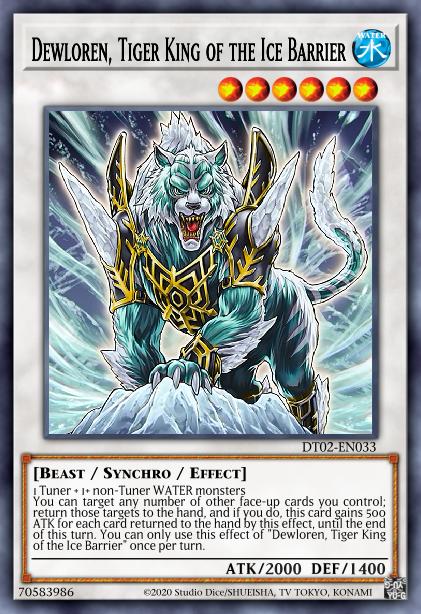 Dewloren, Tiger King of the Ice Barrier
WATER
水
DT02-EN033
[Beast / Synchro / Effect]
1 Tuner + 1+ non-Tuner WATER monsters
You can target any number of other face-up cards you control;
return those targets to the hand, and if you do, this card gains 500
ATK for each card returned to the hand by this effect, until the end
of this turn. You can only use this effect of "Dewloren, Tiger King
of the Ice Barrier" once per turn.
ATK/2000 DEF/1400
70583986
©2020 Studio Dice/SHUEISHA, TV TOKYO, KONAMI